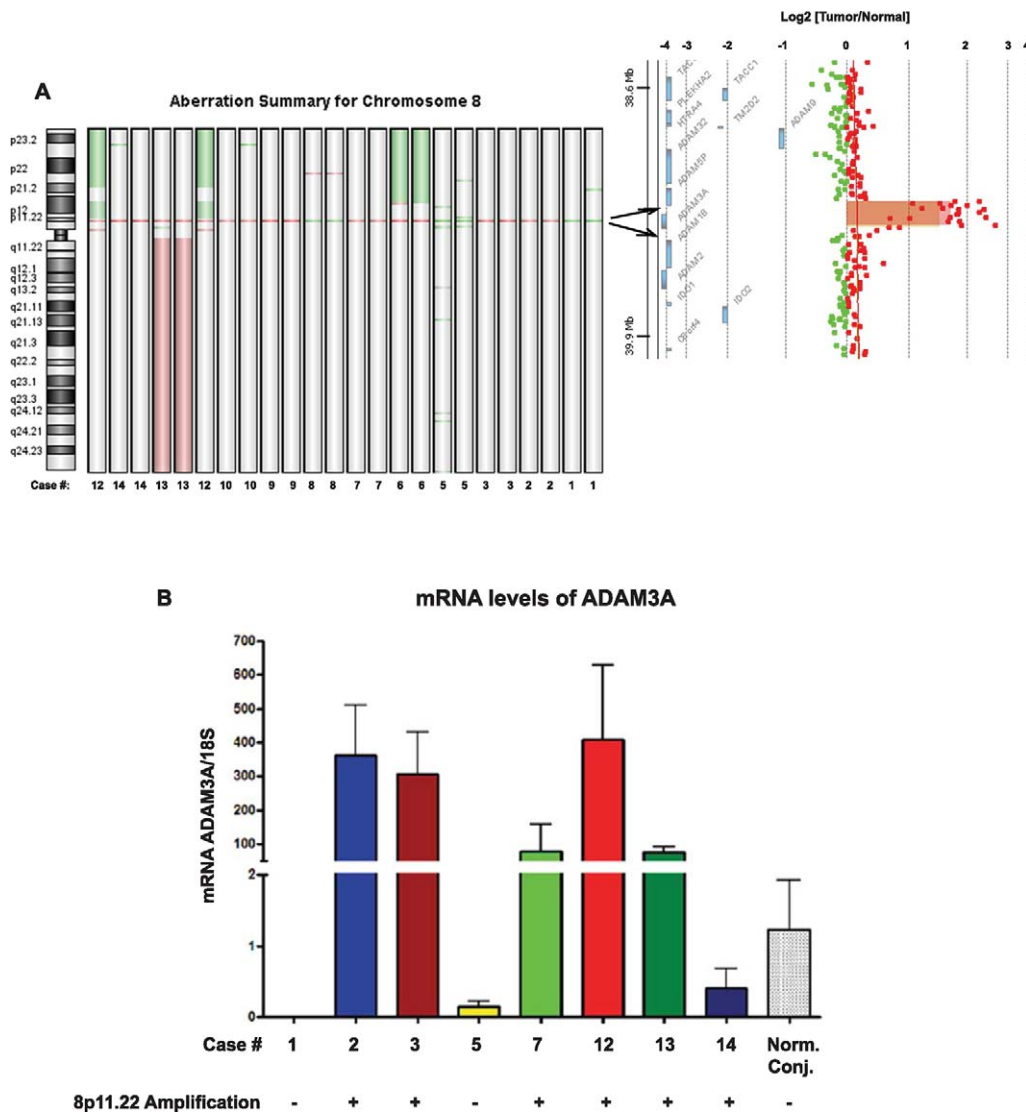 A
Aberration Summary for Chromosome 8
p23.2
p22
p21.2
p12
p11.22
q11.22
q12.1
q12.3
q13.2
q21.11
q21.13
q21.3
q22.2
q23.1
q23.3
q24.12
q24.21
q24.23
Case #: 12 14 14 13 13 12 10 10 9 9 8 8 7 7 6 6 5 5 3 3 2 2 1 1
Log2 [Tumor/Normal]
-4 -3 -2 -1 0 1 2 3 4
38.6 Mb
39.9 Mb
PLEKHA2
HTRA4
ADAM32
ADAM5P
ADAM3A
ADAM18
ADAM2
IDO1
TACC1
TM2D2
IDO2
ADAM9
B
mRNA levels of ADAM3A
mRNA ADAM3A/18S
700
600
500
400
300
200
100
2
1
0
Case # 1 2 3 5 7 12 13 14 Norm. Conj.
8p11.22 Amplification - + + - + + + + -